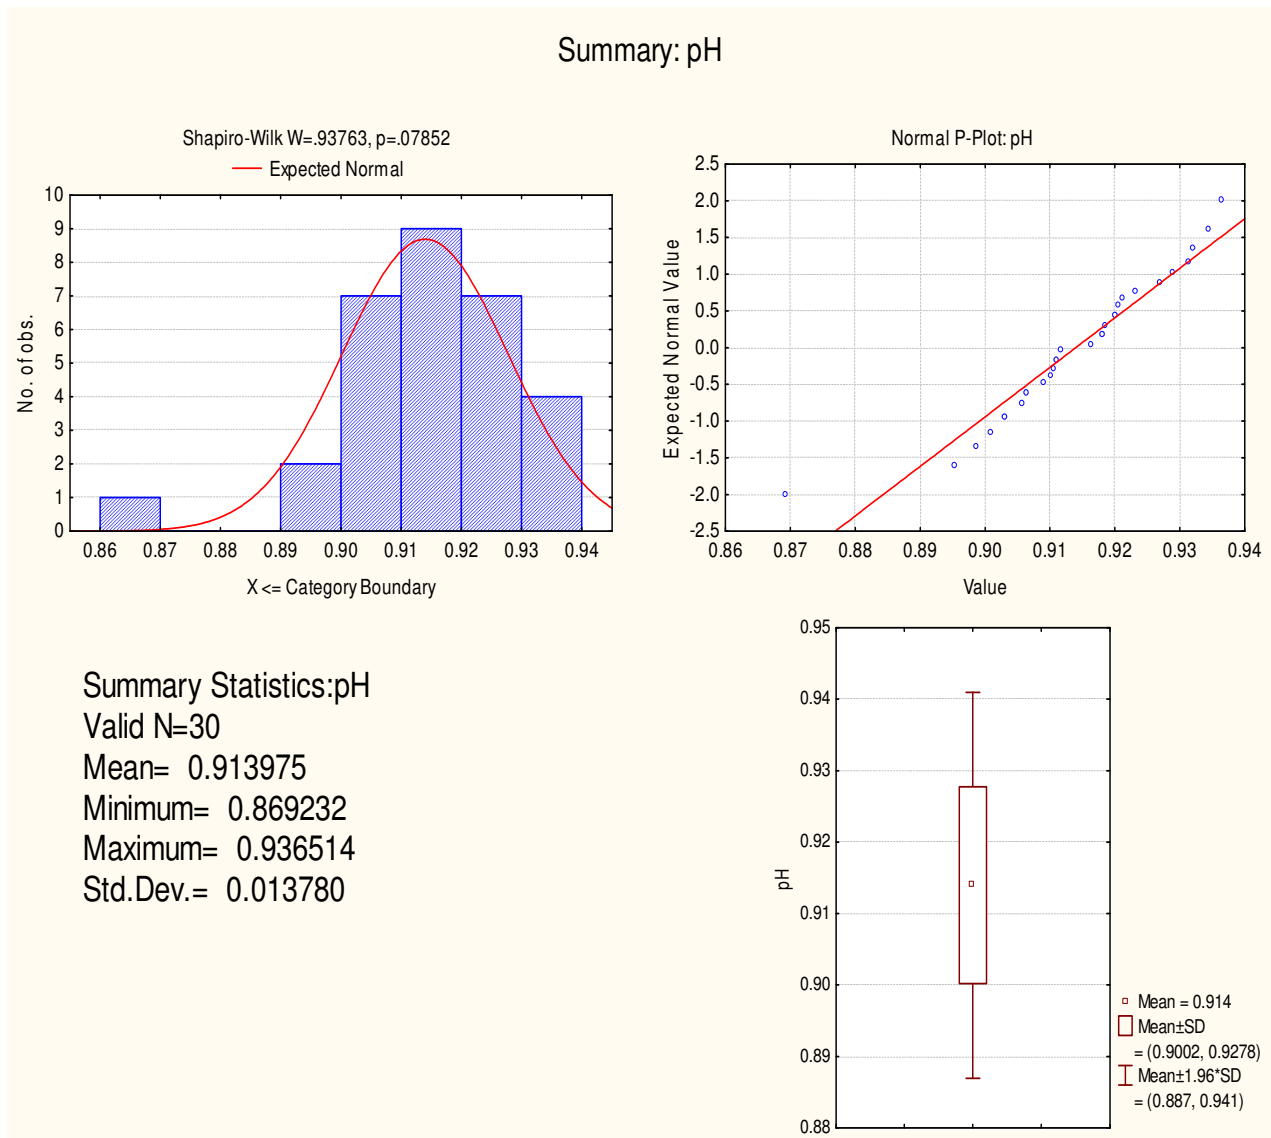 Summary: pH
Shapiro-Wilk W=.93763, p=.07852
Expected Normal
10
9
8
7
6
5
4
3
2
1
0
No. of obs.
0.86 0.87 0.88 0.89 0.90 0.91 0.92 0.93 0.94
X <= Category Boundary
Normal P-Plot: pH
2.5
2.0
1.5
1.0
0.5
0.0
-0.5
-1.0
-1.5
-2.0
-2.5
Expected Normal Value
0.86 0.87 0.88 0.89 0.90 0.91 0.92 0.93 0.94
Value
Summary Statistics:pH
Valid N=30
Mean= 0.913975
Minimum= 0.869232
Maximum= 0.936514
Std.Dev.= 0.013780
0.95
0.94
0.93
0.92
0.91
0.90
0.89
0.88
pH
Mean = 0.914
Mean±SD
= (0.9002, 0.9278)
Mean±1.96*SD
= (0.887, 0.941)